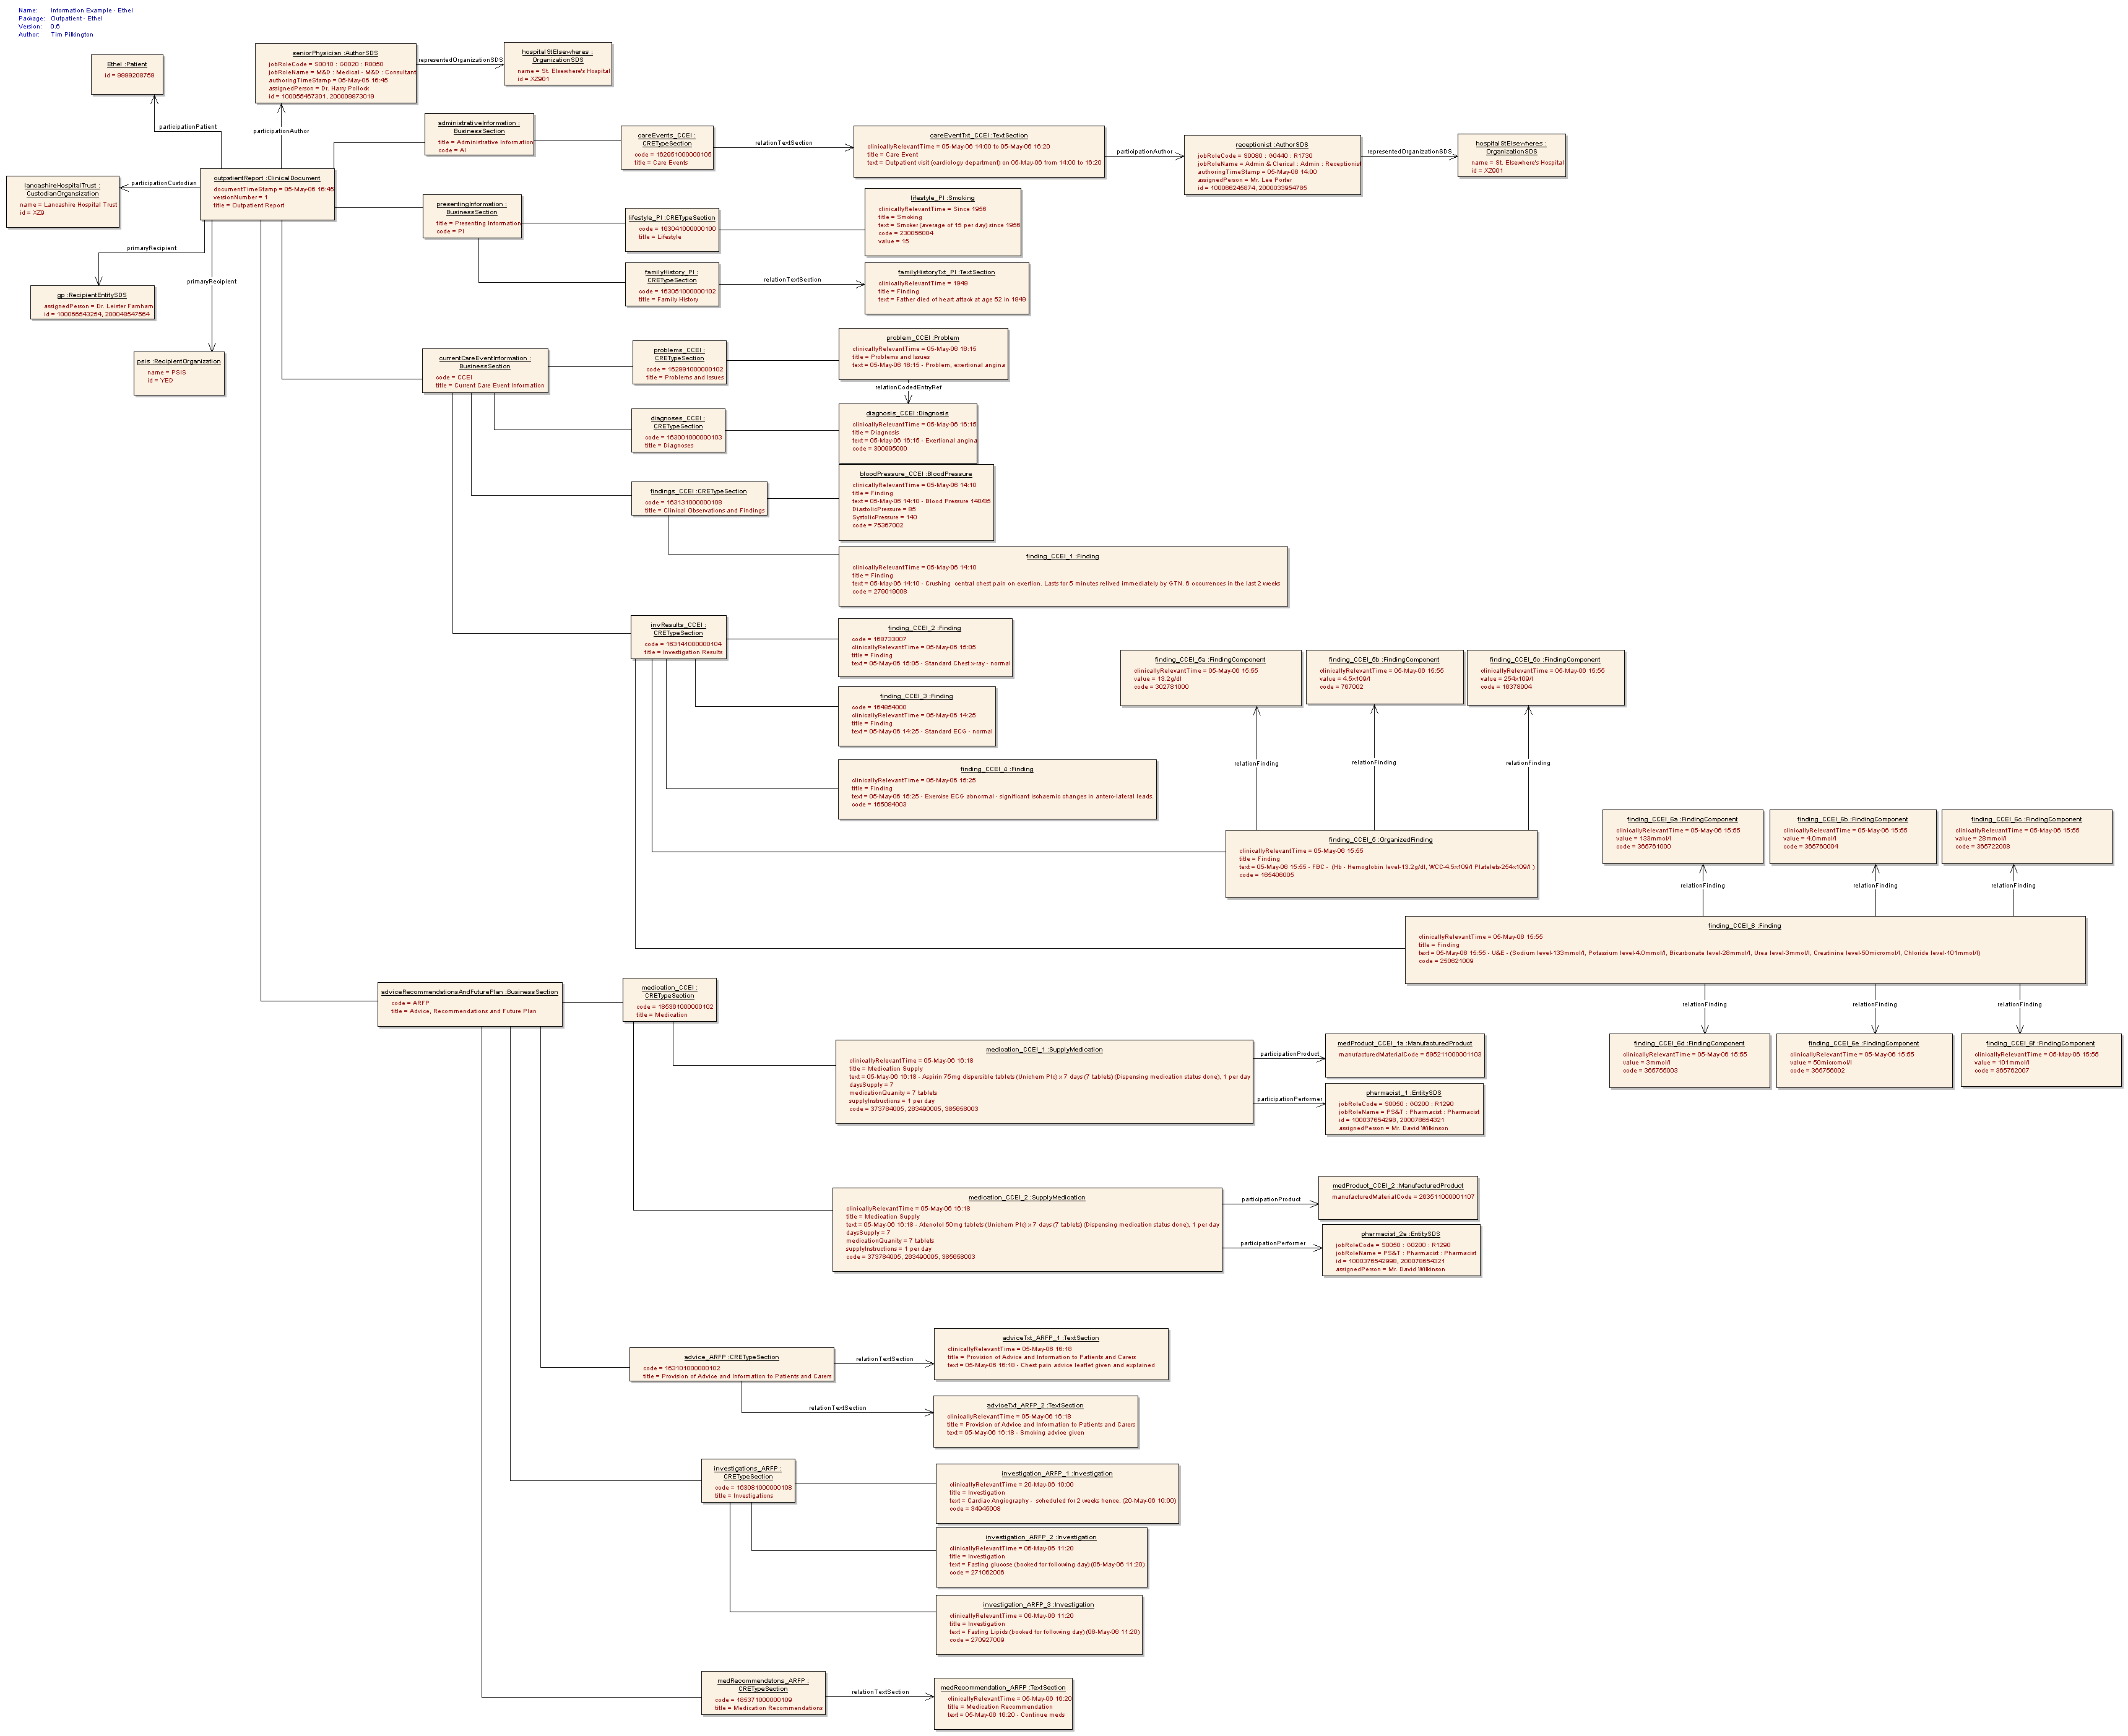 Name: Information Example - Ethel
Package: Outpatient - Ethel
Version: 0.6
Author: Tim Pilkington
Ethel :Patient
id = 9999208759
participationPatient
seniorPhysician :AuthorSDS
jobRoleCode = S0010 : G0020 : R0050
jobRoleName = M&D : Medical - M&D : Consultant
authoringTimeStamp = 05-May-06 16:45
assignedPerson = Dr. Harry Pollock
id = 100055467301, 200009873019
participationAuthor
representedOrganizationSDS
hospitalStElsewheres :
OrganizationSDS
name = St. Elsewhere's Hospital
id = XZ901
lancashireHospitalTrust :
CustodianOrgansization
name = Lancashire Hospital Trust
id = XZ9
participationCustodian
outpatientReport :ClinicalDocument
documentTimeStamp = 05-May-06 16:45
versionNumber = 1
title = Outpatient Report
primaryRecipient
gp :RecipientEntitySDS
assignedPerson = Dr. Leister Farnham
id = 100066543254, 200048547564
primaryRecipient
psis :RecipientOrganization
name = PSIS
id = YED
administrativeInformation :
BusinessSection
title = Administrative Information
code = AI
careEvents_CCEI :
CRETypeSection
code = 162951000000105
title = Care Events
relationTextSection
careEventTxt_CCEI :TextSection
clinicallyRelevantTime = 05-May-06 14:00 to 05-May-06 16:20
title = Care Event
text = Outpatient visit (cardiology department) on 05-May-06 from 14:00 to 16:20
participationAuthor
receptionist :AuthorSDS
jobRoleCode = S0080 : G0440 : R1730
jobRoleName = Admin & Clerical : Admin : Receptionist
authoringTimeStamp = 05-May-06 14:00
assignedPerson = Mr. Lee Porter
id = 100066245874, 2000033954785
representedOrganizationSDS
hospitalStElsewheres :
OrganizationSDS
name = St. Elsewhere's Hospital
id = XZ901
presentingInformation :
BusinessSection
title = Presenting Information
code = PI
lifestyle_PI :CRETypeSection
code = 163041000000100
title = Lifestyle
lifestyle_PI :Smoking
clinicallyRelevantTime = Since 1956
title = Smoking
text = Smoker (average of 15 per day) since 1956
code = 230056004
value = 15
familyHistory_PI :
CRETypeSection
code = 163051000000102
title = Family History
relationTextSection
familyHistoryTxt_PI :TextSection
clinicallyRelevantTime = 1949
title = Finding
text = Father died of heart attack at age 52 in 1949
currentCareEventInformation :
BusinessSection
code = CCEI
title = Current Care Event Information
problems_CCEI :
CRETypeSection
code = 162991000000102
title = Problems and Issues
problem_CCEI :Problem
clinicallyRelevantTime = 05-May-06 16:15
title = Problems and Issues
text = 05-May-06 16:15 - Problem, exertional angina
relationCodedEntryRef
diagnoses_CCEI :
CRETypeSection
code = 163001000000103
title = Diagnoses
diagnosis_CCEI :Diagnosis
clinicallyRelevantTime = 05-May-06 16:15
title = Diagnosis
text = 05-May-06 16:15 - Exertional angina
code = 300995000
findings_CCEI :CRETypeSection
code = 163131000000108
title = Clinical Observations and Findings
bloodPressure_CCEI :BloodPressure
clinicallyRelevantTime = 05-May-06 14:10
title = Finding
text = 05-May-06 14:10 - Blood Pressure 140/85
DiastolicPressure = 85
SystolicPressure = 140
code = 75367002
finding_CCEI_1 :Finding
clinicallyRelevantTime = 05-May-06 14:10
title = Finding
text = 05-May-06 14:10 - Crushing central chest pain on exertion. Lasts for 5 minutes relived immediately by GTN. 6 occurrences in the last 2 weeks
code = 279019008
invResults_CCEI :
CRETypeSection
code = 163141000000104
title = Investigation Results
finding_CCEI_2 :Finding
code = 168733007
clinicallyRelevantTime = 05-May-06 15:05
title = Finding
text = 05-May-06 15:05 - Standard Chest x-ray - normal
finding_CCEI_3 :Finding
code = 164854000
clinicallyRelevantTime = 05-May-06 14:25
title = Finding
text = 05-May-06 14:25 - Standard ECG - normal
finding_CCEI_4 :Finding
clinicallyRelevantTime = 05-May-06 15:25
title = Finding
text = 05-May-06 15:25 - Exercise ECG abnormal - significant ischaemic changes in antero-lateral leads.
code = 165084003
finding_CCEI_5a :FindingComponent
clinicallyRelevantTime = 05-May-06 15:55
value = 13.2g/dl
code = 302781000
finding_CCEI_5b :FindingComponent
clinicallyRelevantTime = 05-May-06 15:55
value = 4.5x109/l
code = 767002
finding_CCEI_5c :FindingComponent
clinicallyRelevantTime = 05-May-06 15:55
value = 254x109/l
code = 16378004
relationFinding
relationFinding
relationFinding
finding_CCEI_5 :OrganizedFinding
clinicallyRelevantTime = 05-May-06 15:55
title = Finding
text = 05-May-06 15:55 - FBC - (Hb - Hemoglobin level-13.2g/dl, WCC-4.5x109/l Platelets-254x109/l )
code = 165406005
finding_CCEI_6a :FindingComponent
clinicallyRelevantTime = 05-May-06 15:55
value = 133mmol/l
code = 365761000
finding_CCEI_6b :FindingComponent
clinicallyRelevantTime = 05-May-06 15:55
value = 4.0mmol/l
code = 365760004
finding_CCEI_6c :FindingComponent
clinicallyRelevantTime = 05-May-06 15:55
value = 28mmol/l
code = 365722008
relationFinding
relationFinding
relationFinding
finding_CCEI_6 :Finding
clinicallyRelevantTime = 05-May-06 15:55
title = Finding
text = 05-May-06 15:55 - U&E - (Sodium level-133mmol/l, Potassium level-4.0mmol/l, Bicarbonate level-28mmol/l, Urea level-3mmol/l, Creatinine level-50micromol/l, Chloride level-101mmol/l)
code = 250621009
relationFinding
relationFinding
relationFinding
finding_CCEI_6d :FindingComponent
clinicallyRelevantTime = 05-May-06 15:55
value = 3mmol/l
code = 365755003
finding_CCEI_6e :FindingComponent
clinicallyRelevantTime = 05-May-06 15:55
value = 50micromol/l
code = 365756002
finding_CCEI_6f :FindingComponent
clinicallyRelevantTime = 05-May-06 15:55
value = 101mmol/l
code = 365762007
adviceRecommendationsAndFuturePlan :BusinessSection
code = ARFP
title = Advice, Recommendations and Future Plan
medication_CCEI :
CRETypeSection
code = 185361000000102
title = Medication
medication_CCEI_1 :SupplyMedication
clinicallyRelevantTime = 05-May-06 16:18
title = Medication Supply
text = 05-May-06 16:18 - Aspirin 75mg dispersible tablets (Unichem Plc) x 7 days (7 tablets) (Dispensing medication status done), 1 per day
daysSupply = 7
medicationQuanity = 7 tablets
supplyInstructions = 1 per day
code = 373784005, 263490005, 385658003
participationProduct
medProduct_CCEI_1a :ManufacturedProduct
manufacturedMaterialCode = 595211000001103
participationPerformer
pharmacist_1 :EntitySDS
jobRoleCode = S0050 : G0200 : R1290
jobRoleName = PS&T : Pharmacist : Pharmacist
id = 100037654298, 200078654321
assignedPerson = Mr. David Wilkinson
medication_CCEI_2 :SupplyMedication
clinicallyRelevantTime = 05-May-06 16:18
title = Medication Supply
text = 05-May-06 16:18 - Atenolol 50mg tablets (Unichem Plc) x 7 days (7 tablets) (Dispensing medication status done), 1 per day
daysSupply = 7
medicationQuanity = 7 tablets
supplyInstructions = 1 per day
code = 373784005, 263490005, 385658003
participationProduct
medProduct_CCEI_2 :ManufacturedProduct
manufacturedMaterialCode = 263511000001107
participationPerformer
pharmacist_2a :EntitySDS
jobRoleCode = S0050 : G0200 : R1290
jobRoleName = PS&T : Pharmacist : Pharmacist
id = 1000376542998, 200078654321
assignedPerson = Mr. David Wilkinson
advice_ARFP :CRETypeSection
code = 163101000000102
title = Provision of Advice and Information to Patients and Carers
relationTextSection
adviceTxt_ARFP_1 :TextSection
clinicallyRelevantTime = 05-May-06 16:18
title = Provision of Advice and Information to Patients and Carers
text = 05-May-06 16:18 - Chest pain advice leaflet given and explained
relationTextSection
adviceTxt_ARFP_2 :TextSection
clinicallyRelevantTime = 05-May-06 16:18
title = Provision of Advice and Information to Patients and Carers
text = 05-May-06 16:18 - Smoking advice given
investigations_ARFP :
CRETypeSection
code = 163081000000108
title = Investigations
investigation_ARFP_1 :Investigation
clinicallyRelevantTime = 20-May-06 10:00
title = Investigation
text = Cardiac Angiography - scheduled for 2 weeks hence. (20-May-06 10:00)
code = 34945008
investigation_ARFP_2 :Investigation
clinicallyRelevantTime = 06-May-06 11:20
title = Investigation
text = Fasting glucose (booked for following day) (06-May-06 11:20)
code = 271062006
investigation_ARFP_3 :Investigation
clinicallyRelevantTime = 06-May-06 11:20
title = Investigation
text = Fasting Lipids (booked for following day) (06-May-06 11:20)
code = 270927009
medRecommendatons_ARFP :
CRETypeSection
code = 185371000000109
title = Medication Recommendations
relationTextSection
medRecommendation_ARFP :TextSection
clinicallyRelevantTime = 05-May-06 16:20
title = Medication Recommendation
text = 05-May-06 16:20 - Continue meds